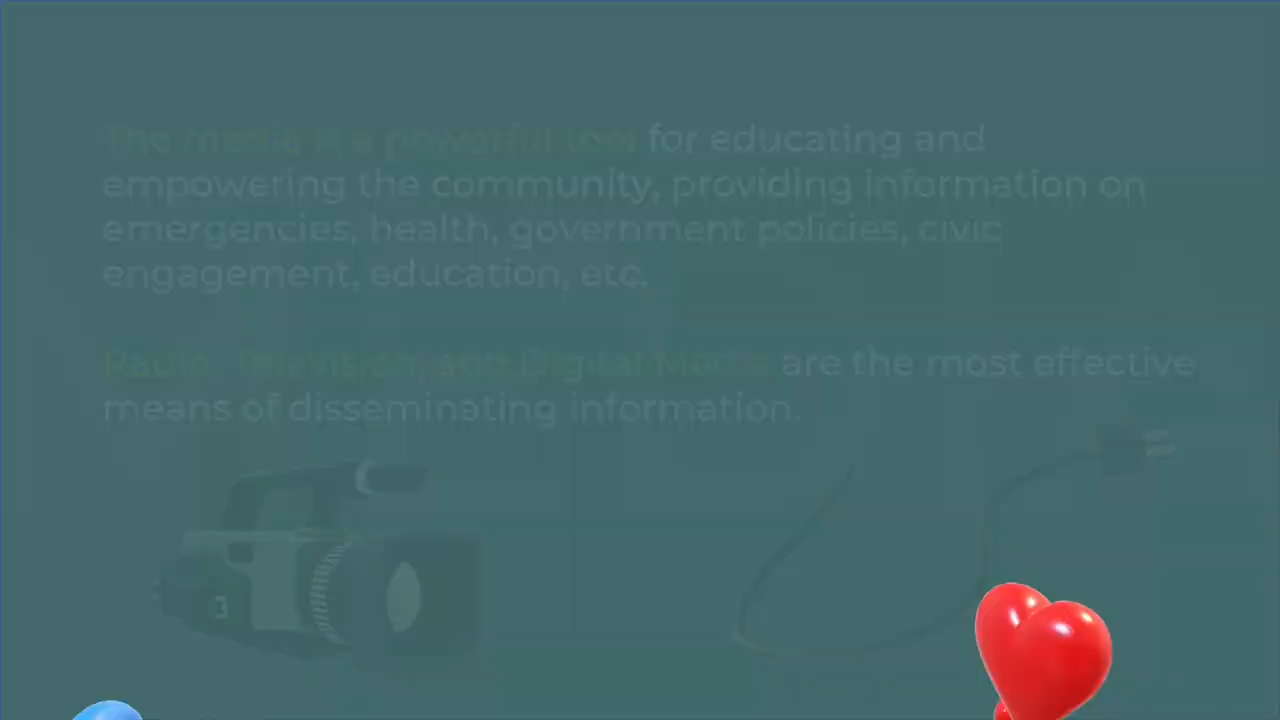 The media is a powerful tool for educating and
empowering the community, providing information on
emergencies, health, government policies, civic
engagement, education, etc.
Radio, Television, and Digital Media are the most effective
means of disseminating information.
3